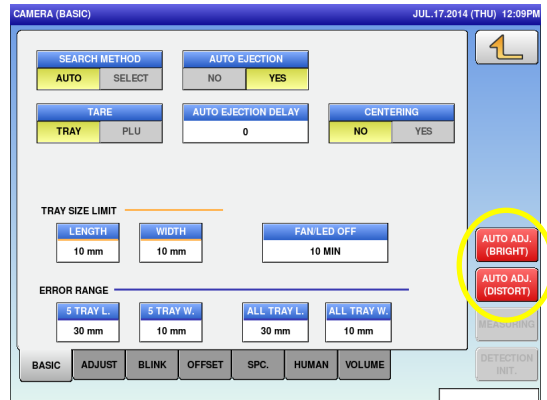 CAMERA (BASIC) JUL.17.2014 (THU) 12:09PM
SEARCH METHOD AUTO EJECTION
AUTO SELECT NO YES
TARE AUTO EJECTION DELAY CENTERING
TRAY PLU 0 NO YES
TRAY SIZE LIMIT
LENGTH WIDTH FAN/LED OFF
10 mm 10 mm 10 MIN
AUTO ADJ.
(BRIGHT)
AUTO ADJ.
(DISTORT)
ERROR RANGE
5 TRAY L. 5 TRAY W. ALL TRAY L. ALL TRAY W.
30 mm 10 mm 30 mm 10 mm
MEASURING
DETECTION
INIT.
BASIC ADJUST BLINK OFFSET SPC. HUMAN VOLUME